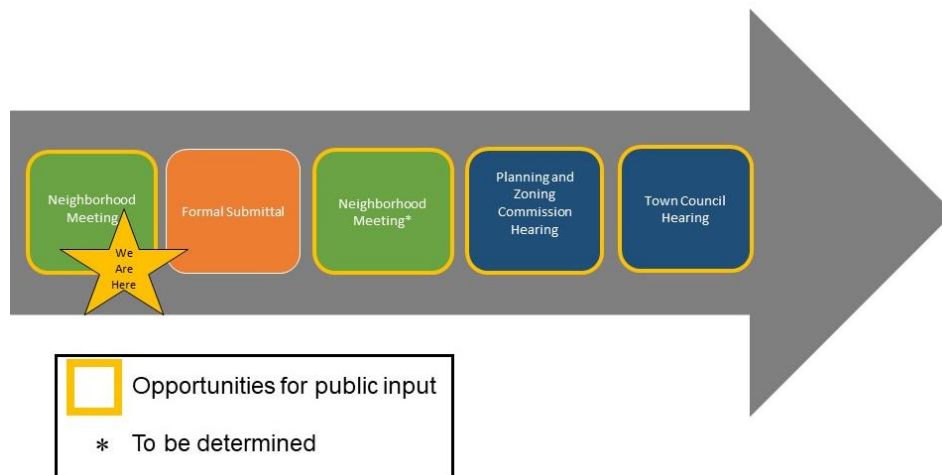 Neighborhood
Meeting
We
Are
Here
Formal Submittal
Neighborhood
Meeting*
Planning and
Zoning
Commission
Hearing
Town Council
Hearing
Opportunities for public input
* To be determined